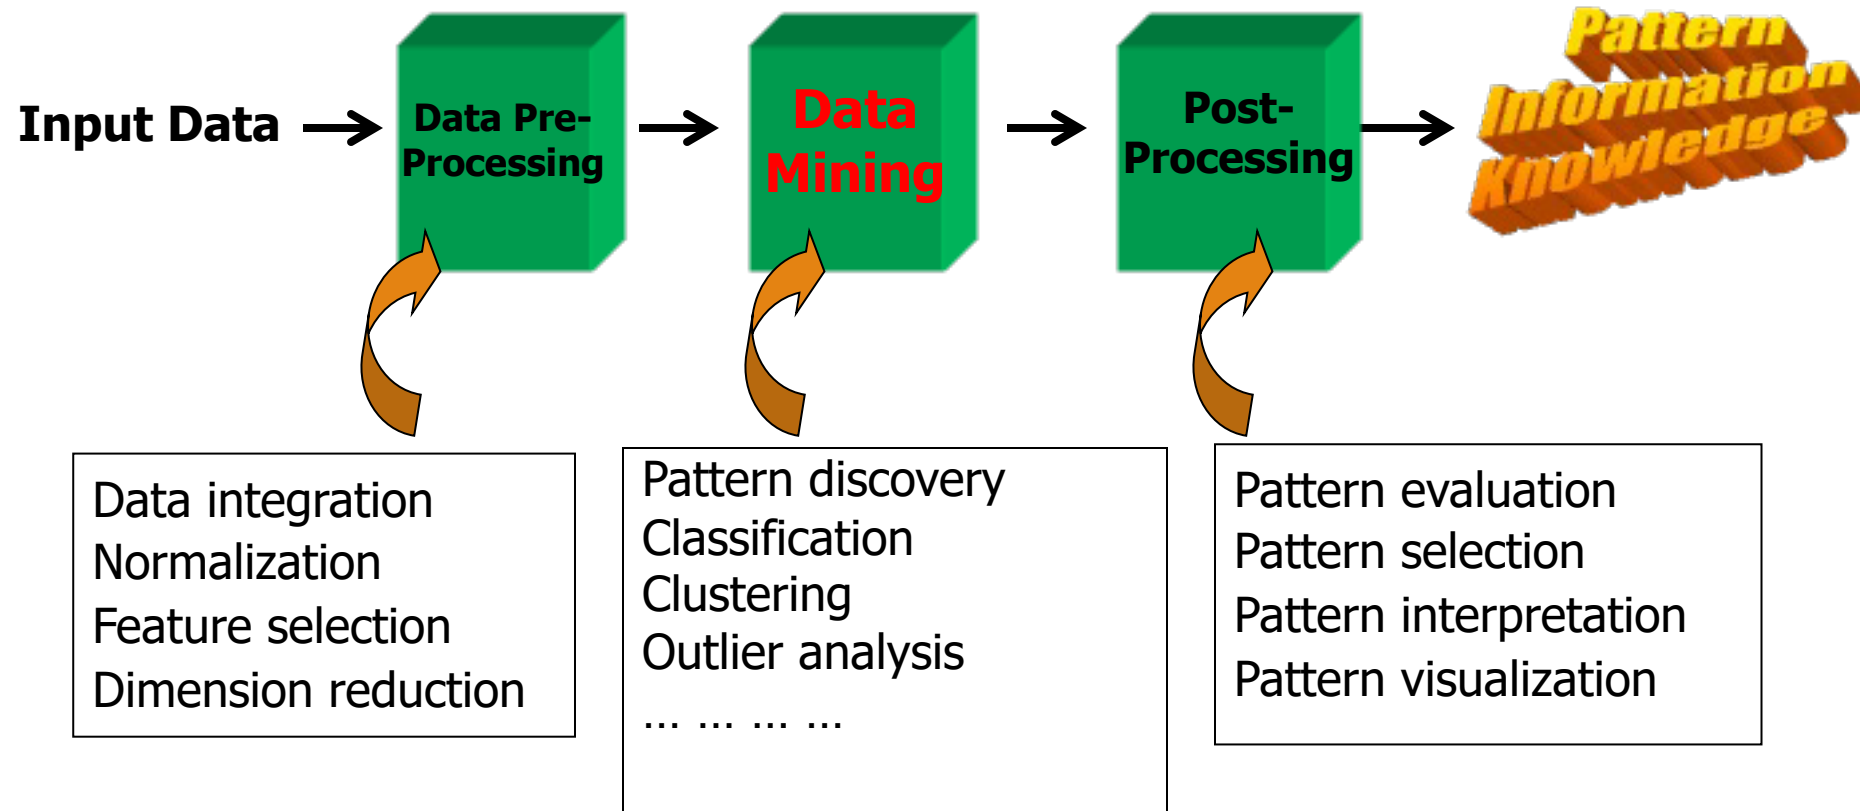 Input Data
Data Pre-
Processing
Data
Mining
Post-
Processing
Pattern
Information
Knowledge
Data integration
Normalization
Feature selection
Dimension reduction
Pattern discovery
Classification
Clustering
Outlier analysis
… … … …
Pattern evaluation
Pattern selection
Pattern interpretation
Pattern visualization